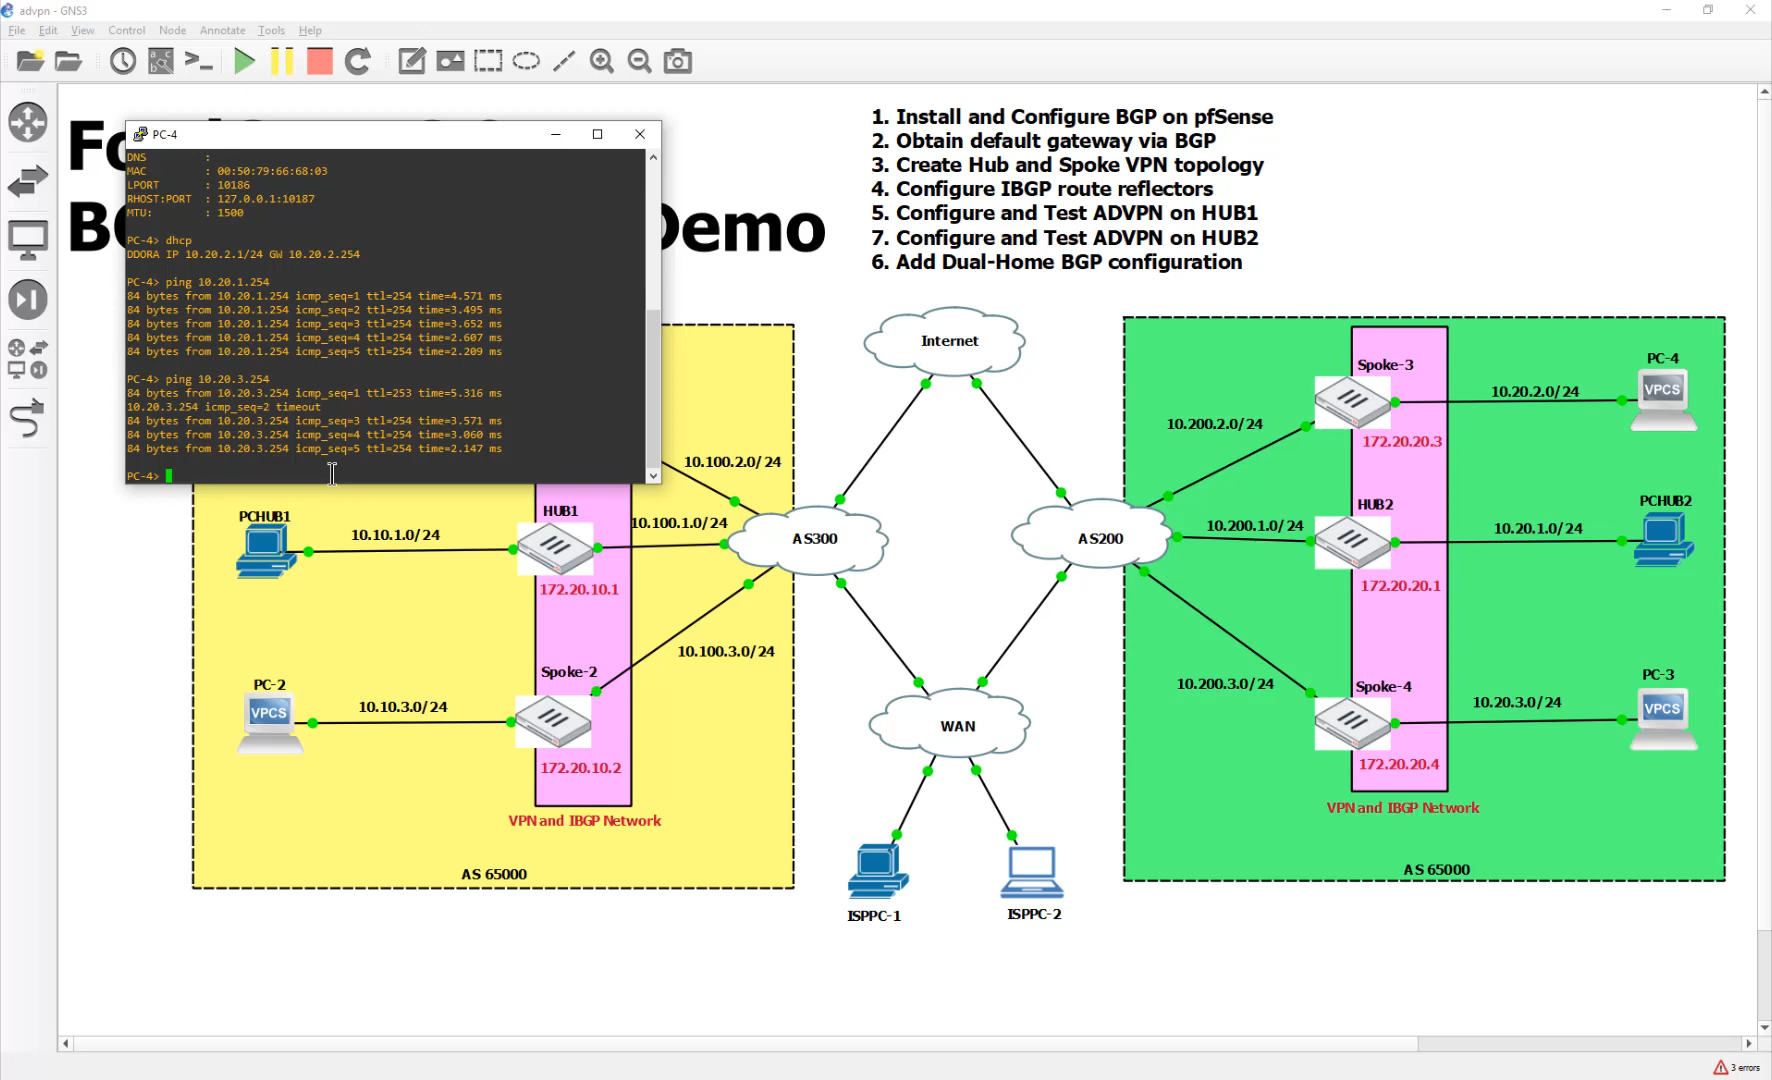 advpn - GNS3
File Edit View Control Node Annotate Tools Help
1. Install and Configure BGP on pfSense
2. Obtain default gateway via BGP
3. Create Hub and Spoke VPN topology
4. Configure IBGP route reflectors
5. Configure and Test ADVPN on HUB1
7. Configure and Test ADVPN on HUB2
6. Add Dual-Home BGP configuration
Demo
PC-4
DNS :
MAC : 00:50:79:66:68:03
LPORT : 10186
RHOST:PORT : 127.0.0.1:10187
MTU: : 1500
PC-4> dhcp
DDORA IP 10.20.2.1/24 GW 10.20.2.254
PC-4> ping 10.20.1.254
84 bytes from 10.20.1.254 icmp_seq=1 ttl=254 time=4.571 ms
84 bytes from 10.20.1.254 icmp_seq=2 ttl=254 time=3.495 ms
84 bytes from 10.20.1.254 icmp_seq=3 ttl=254 time=3.652 ms
84 bytes from 10.20.1.254 icmp_seq=4 ttl=254 time=2.607 ms
84 bytes from 10.20.1.254 icmp_seq=5 ttl=254 time=2.209 ms
PC-4> ping 10.20.3.254
84 bytes from 10.20.3.254 icmp_seq=1 ttl=253 time=5.316 ms
10.20.3.254 icmp_seq=2 timeout
84 bytes from 10.20.3.254 icmp_seq=3 ttl=254 time=3.571 ms
84 bytes from 10.20.3.254 icmp_seq=4 ttl=254 time=3.060 ms
84 bytes from 10.20.3.254 icmp_seq=5 ttl=254 time=2.147 ms
PC-4>
10.100.2.0/24
PCHUB1
10.10.1.0/24
HUB1
10.100.1.0/24
172.20.10.1
AS300
Spoke-2
10.100.3.0/24
PC-2
VPCS
10.10.3.0/24
172.20.10.2
VPN and IBGP Network
AS 65000
Internet
AS200
WAN
ISPPC-1
ISPPC-2
Spoke-3
PC-4
VPCS
10.20.2.0/24
10.200.2.0/24
172.20.20.3
HUB2
PCHUB2
10.200.1.0/24
10.20.1.0/24
172.20.20.1
10.200.3.0/24
Spoke-4
PC-3
VPCS
10.20.3.0/24
172.20.20.4
VPN and IBGP Network
AS 65000
3 errors